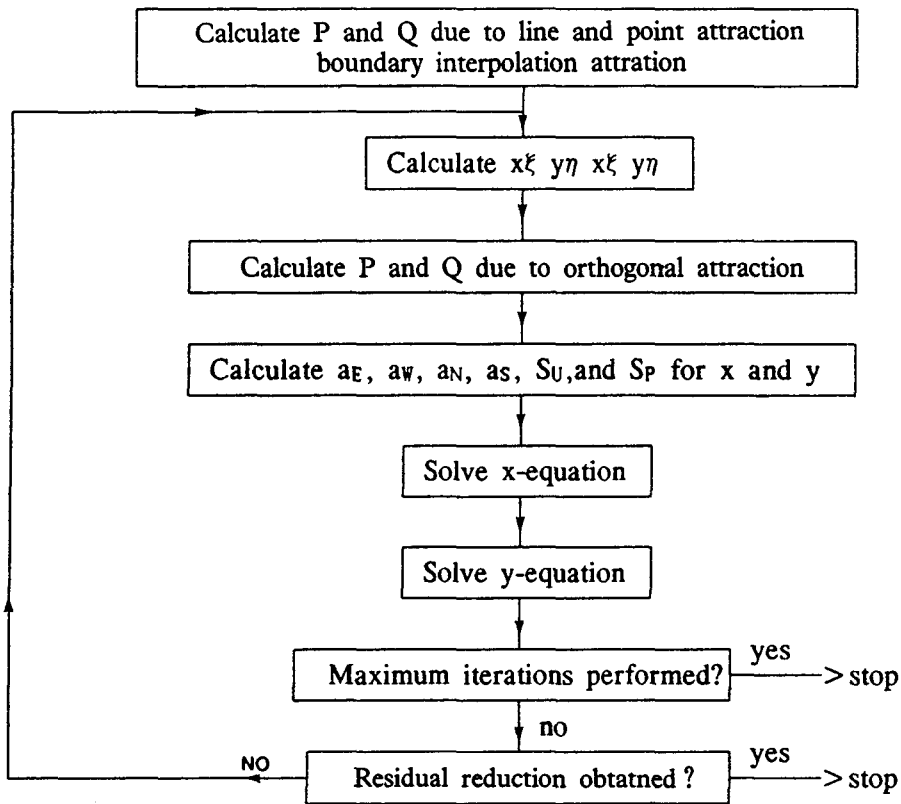 Calculate P and Q due to line and point attraction
boundary interpolation attration
Calculate xξ yη xξ yη
Calculate P and Q due to orthogonal attraction
Calculate aE, aW, aN, aS, SU,and SP for x and y
Solve x-equation
Solve y-equation
Maximum iterations performed?
yes
> stop
no
NO
Residual reduction obtatned ?
yes
> stop